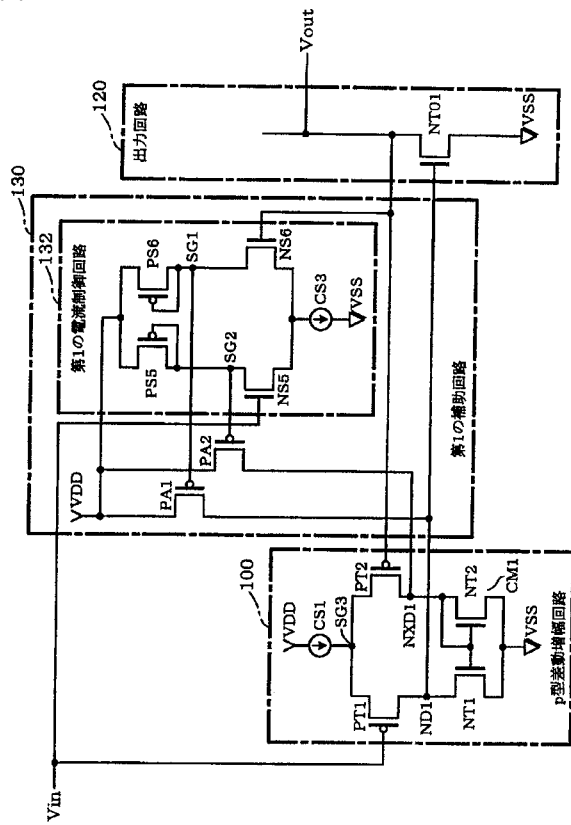 130
132
120
VDD
第1の電流制御回路
PS6
PS5
SG1
SG2
PA1
PA2
NS5
NS6
CS3
VSS
第1の補助回路
出力回路
Vout
NT01
VSS
Vin
100
VDD
CS1
SG3
PT1
PT2
NXD1
ND1
NT1
NT2
CM1
VSS
p型差動増幅回路